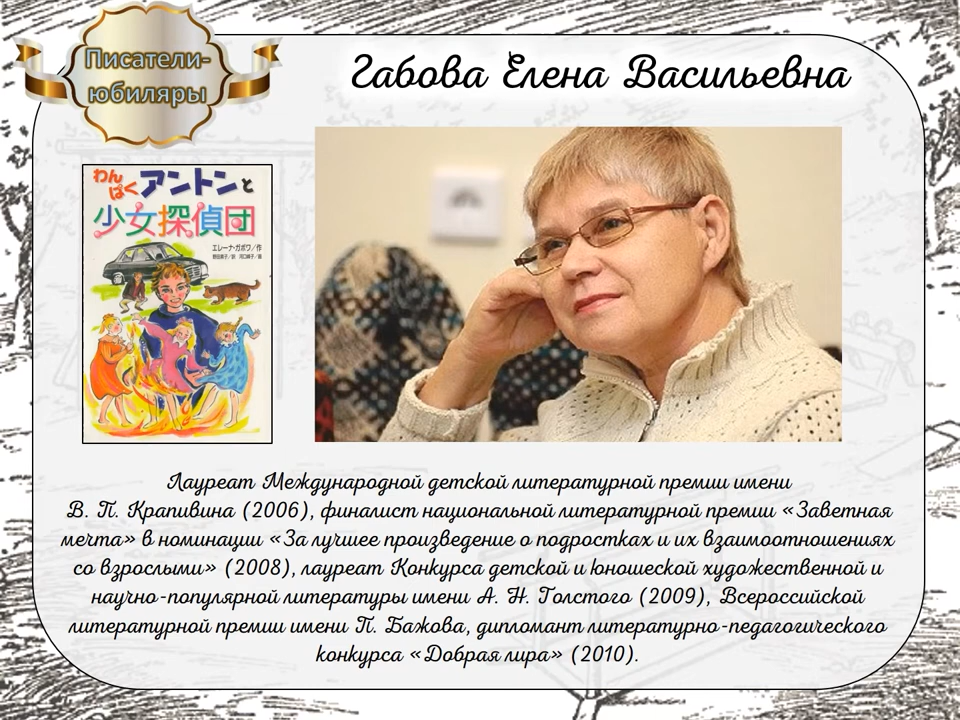 Писатели-
юбиляры
Габова Елена Васильевна
わんぱくアントンと
少女探偵団
エレーナ・ガボワ/作
Лауреат Международной детской литературной премии имени
В. П. Крапивина (2006), финалист национальной литературной премии «Заветная
мечта» в номинации «За лучшее произведение о подростках и их взаимоотношениях
со взрослыми» (2008), лауреат Конкурса детской и юношеской художественной и
научно-популярной литературы имени А. Н. Толстого (2009), Всероссийской
литературной премии имени П. Бажова, дипломант литературно-педагогического
конкурса «Добрая лира» (2010).